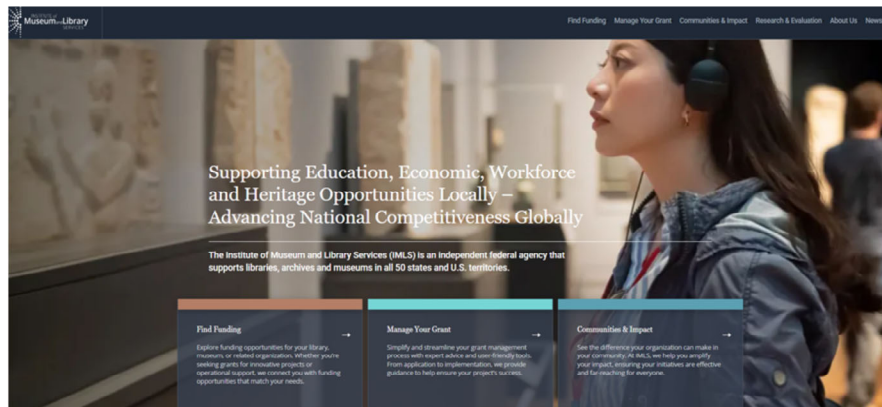 INSTITUTE of
Museum and Library
SERVICES
Find Funding Manage Your Grant Communities & Impact Research & Evaluation About Us News
Supporting Education, Economic, Workforce
and Heritage Opportunities Locally –
Advancing National Competitiveness Globally
The Institute of Museum and Library Services (IMLS) is an independent federal agency that
supports libraries, archives and museums in all 50 states and U.S. territories.
Find Funding →
Explore funding opportunities for your library,
museum, or related organization. Whether you're
seeking grants for innovative projects or
operational support, we connect you with funding
opportunities that match your needs.
Manage Your Grant →
Simplify and streamline your grant management
process with expert advice and user-friendly tools.
From application to implementation, we provide
guidance to help ensure your project's success.
Communities & Impact →
See the difference your organization can make in
your community. At IMLS, we help you amplify
your impact, ensuring your initiatives are effective
and far-reaching for everyone.